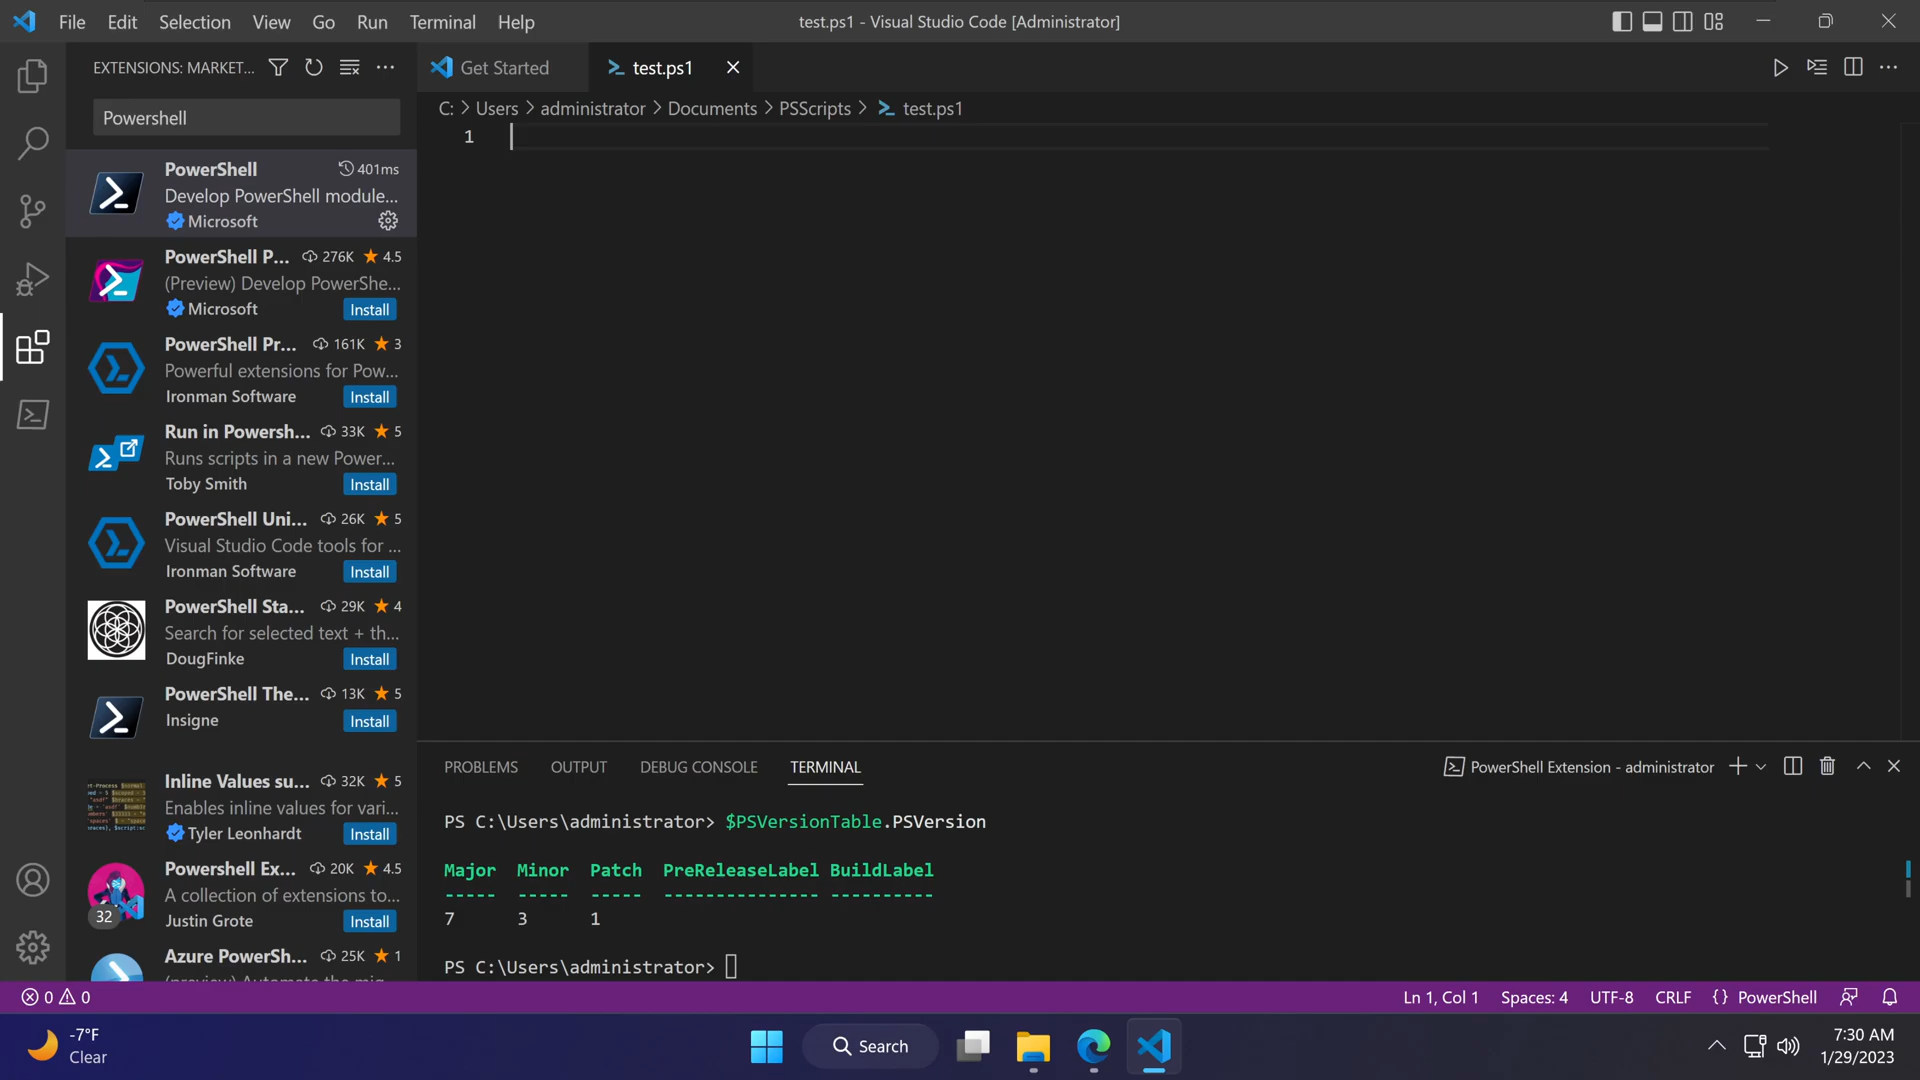 File Edit Selection View Go Run Terminal Help
test.ps1 - Visual Studio Code [Administrator]
EXTENSIONS: MARKET...
Get Started
test.ps1
Powershell
C: > Users > administrator > Documents > PSScripts > test.ps1
1
PowerShell 401ms
Develop PowerShell module...
Microsoft
PowerShell P... 276K 4.5
(Preview) Develop PowerShe...
Microsoft Install
PowerShell Pr... 161K 3
Powerful extensions for Pow...
Ironman Software Install
Run in Powersh... 33K 5
Runs scripts in a new Power...
Toby Smith Install
PowerShell Uni... 26K 5
Visual Studio Code tools for ...
Ironman Software Install
PowerShell Sta... 29K 4
Search for selected text + th...
DougFinke Install
PowerShell The... 13K 5
Insigne Install
Inline Values su... 32K 5
Enables inline values for vari...
Tyler Leonhardt Install
Powershell Ex... 20K 4.5
A collection of extensions to...
32
Justin Grote Install
Azure PowerSh... 25K 1
PROBLEMS OUTPUT DEBUG CONSOLE TERMINAL
PowerShell Extension - administrator
PS C:\Users\administrator> $PSVersionTable.PSVersion
Major Minor Patch PreReleaseLabel BuildLabel
----- ----- ----- --------------- ----------
7 3 1
PS C:\Users\administrator>
0 0
Ln 1, Col 1 Spaces: 4 UTF-8 CRLF {} PowerShell
-7°F
Clear
Search
7:30 AM
1/29/2023